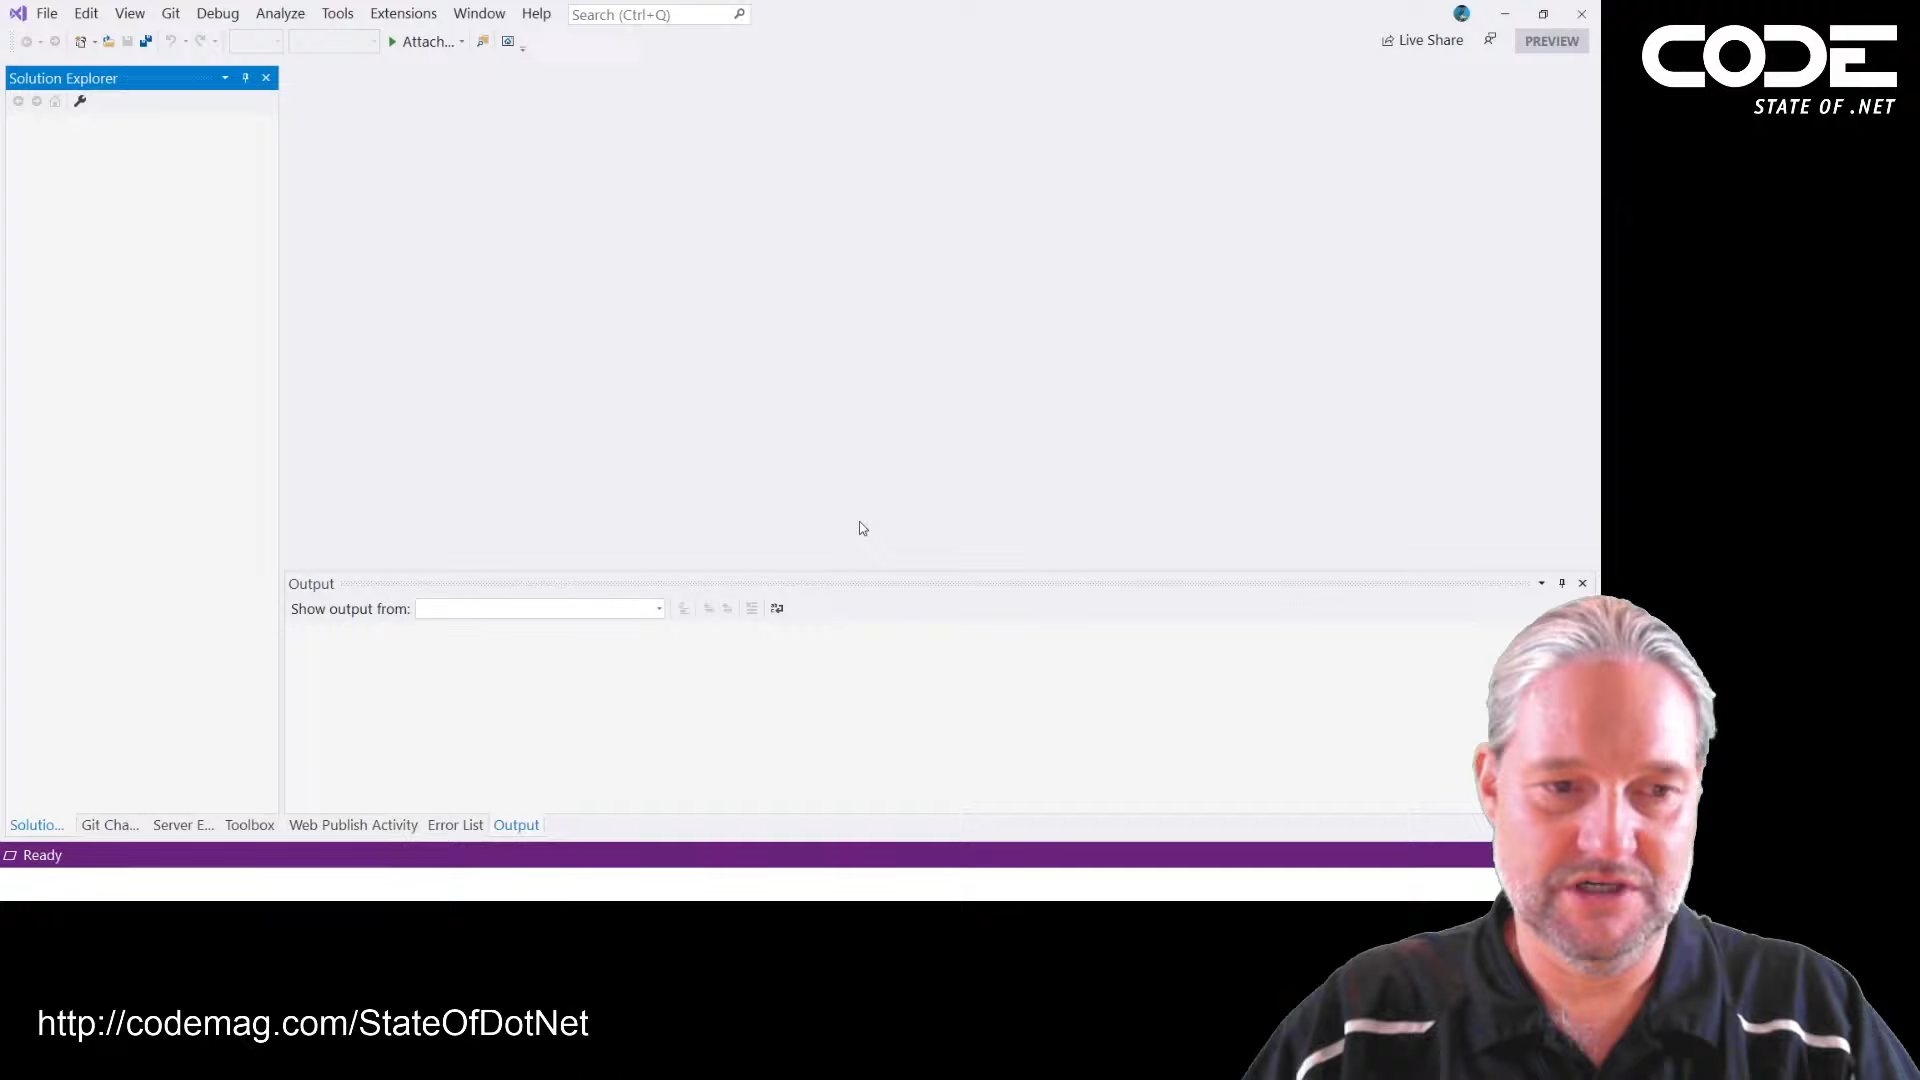 File Edit View Git Debug Analyze Tools Extensions Window Help Search (Ctrl+Q)
Attach...
Live Share
PREVIEW
CODE
STATE OF .NET
Solution Explorer
Output
Show output from:
Solutio... Git Cha... Server E... Toolbox
Web Publish Activity Error List Output
Ready
http://codemag.com/StateOfDotNet